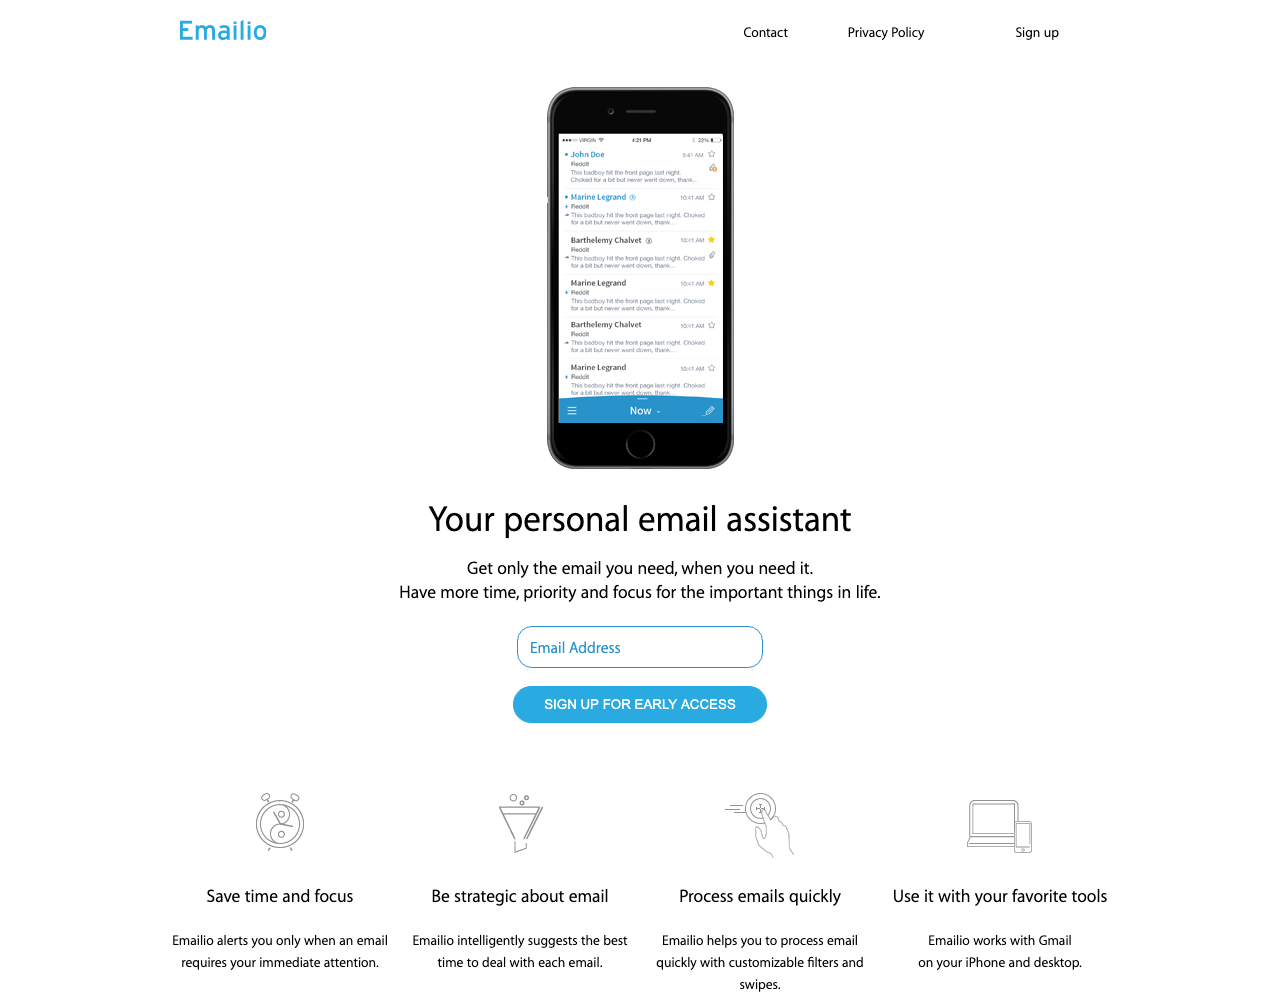 Emailio
Contact
Privacy Policy
Sign up
VIRGIN 4:21 PM 22%
John Doe 9:41 AM
Reddit
This badboy hit the front page last night.
Choked for a bit but never went down, thank...
Marine Legrand 10:41 AM
Reddit
This badboy hit the front page last night. Choked
for a bit but never went down, thank...
Barthelemy Chalvet 10:41 AM
Reddit
This badboy hit the front page last night. Choked
for a bit but never went down, thank...
Marine Legrand 10:41 AM
Reddit
This badboy hit the front page last night. Choked
for a bit but never went down, thank...
Barthelemy Chalvet 10:41 AM
Reddit
This badboy hit the front page last night. Choked
for a bit but never went down, thank...
Marine Legrand 10:41 AM
Reddit
This badboy hit the front page last night. Choked
for a bit but never went down, thank...
Now
Your personal email assistant
Get only the email you need, when you need it.
Have more time, priority and focus for the important things in life.
Email Address
SIGN UP FOR EARLY ACCESS
Save time and focus
Emailio alerts you only when an email
requires your immediate attention.
Be strategic about email
Emailio intelligently suggests the best
time to deal with each email.
Process emails quickly
Emailio helps you to process email
quickly with customizable filters and
swipes.
Use it with your favorite tools
Emailio works with Gmail
on your iPhone and desktop.